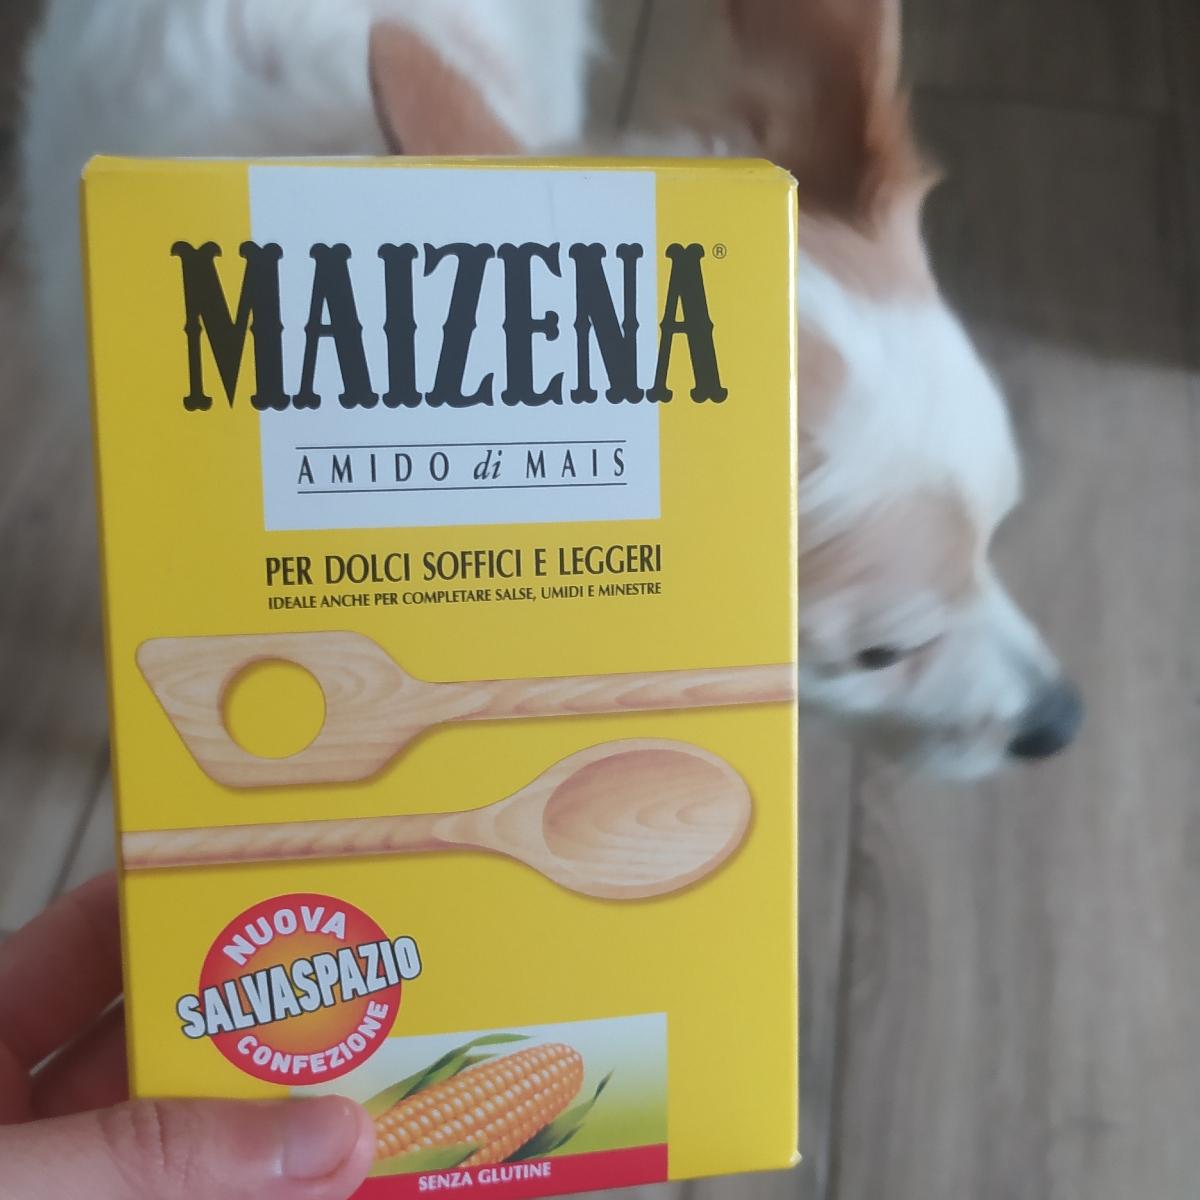 MAIZENA®
AMIDO di MAIS
PER DOLCI SOFFICI E LEGGERI
IDEALE ANCHE PER COMPLETARE SALSE, UMIDI E MINESTRE
NUOVA
SALVASPAZIO
CONFEZIONE
SENZA GLUTINE